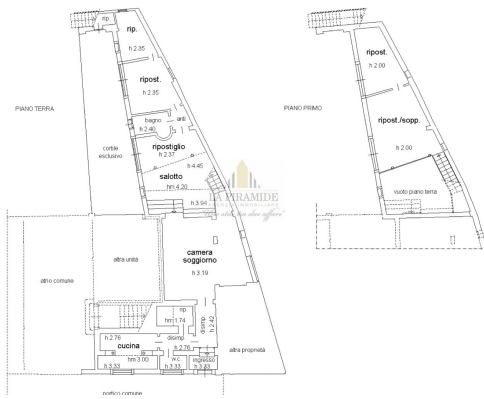 rip.
rip.
h 2.35
ripost.
h 2.35
PIANO TERRA
bagno
anti
h 2.40
cortile
esclusivo
ripostiglio
h 2.37
h 4.45
salotto
hm 4.20
h 3.94
LA PIRAMIDE
camera
soggiorno
h 3.19
altra unità
atrio comune
rip.
hm 1.74
disimp.
h 2.42
h 2.76
cucina
disimp
h 2.76
hm 3.00
h 3.33
w.c.
h 3.33
ingresso
h 3.33
altra proprietà
portico comune
ripost.
h 2.00
PIANO PRIMO
ripost./sopp.
h 2.00
vuoto piano terra